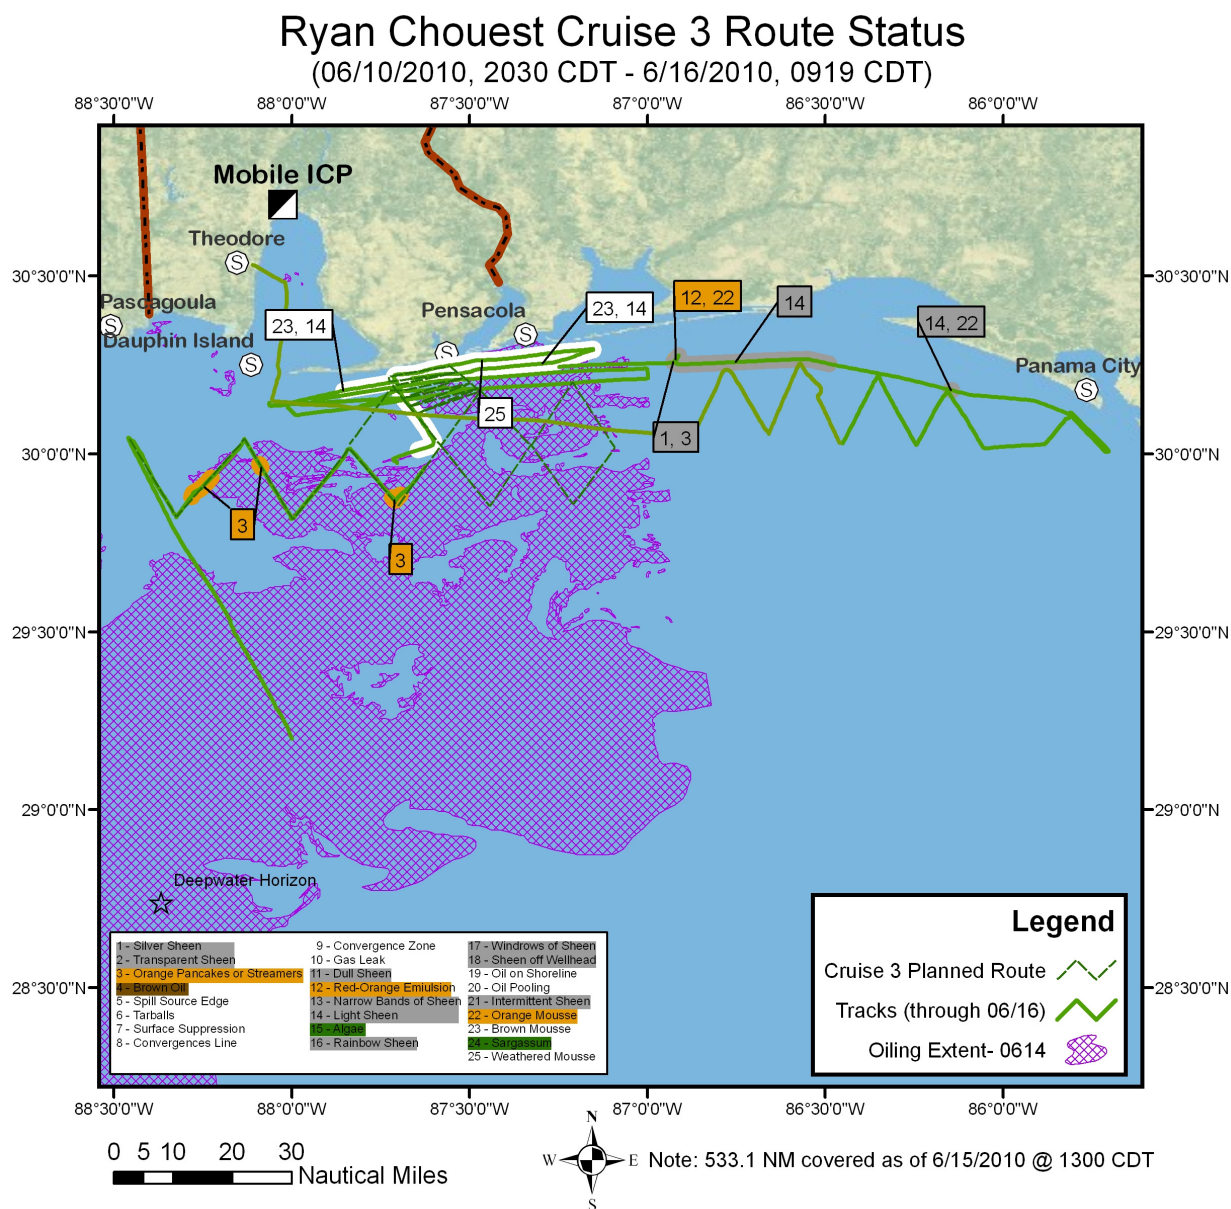 Ryan Chouest Cruise 3 Route Status
(06/10/2010, 2030 CDT - 6/16/2010, 0919 CDT)
88°30'0"W 88°0'0"W 87°30'0"W 87°0'0"W 86°30'0"W 86°0'0"W
Mobile ICP
Theodore
S
30°30'0"N 30°30'0"N
Pascagoula
S
Dauphin Island
S
Pensacola
S
S
23, 14
23, 14
12, 22
14
14, 22
Panama City
S
25
1, 3
30°0'0"N 30°0'0"N
3
3
29°30'0"N 29°30'0"N
29°0'0"N 29°0'0"N
Deepwater Horizon
28°30'0"N 28°30'0"N
1 - Silver Sheen
2 - Transparent Sheen
3 - Orange Pancakes or Streamers
4 - Brown Oil
5 - Spill Source Edge
6 - Tarballs
7 - Surface Suppression
8 - Convergences Line
9 - Convergence Zone
10 - Gas Leak
11 - Dull Sheen
12 - Red-Orange Emiulsion
13 - Narrow Bands of Sheen
14 - Light Sheen
15 - Algae
16 - Rainbow Sheen
17 - Windrows of Sheen
18 - Sheen off Wellhead
19 - Oil on Shoreline
20 - Oil Pooling
21 - Intermittent Sheen
22 - Orange Mousse
23 - Brown Mousse
24 - Sargassum
25 - Weathered Mousse
Legend
Cruise 3 Planned Route
Tracks (through 06/16)
Oiling Extent- 0614
88°30'0"W 88°0'0"W 87°30'0"W 87°0'0"W 86°30'0"W 86°0'0"W
0 5 10 20 30
Nautical Miles
N
W E
S
Note: 533.1 NM covered as of 6/15/2010 @ 1300 CDT